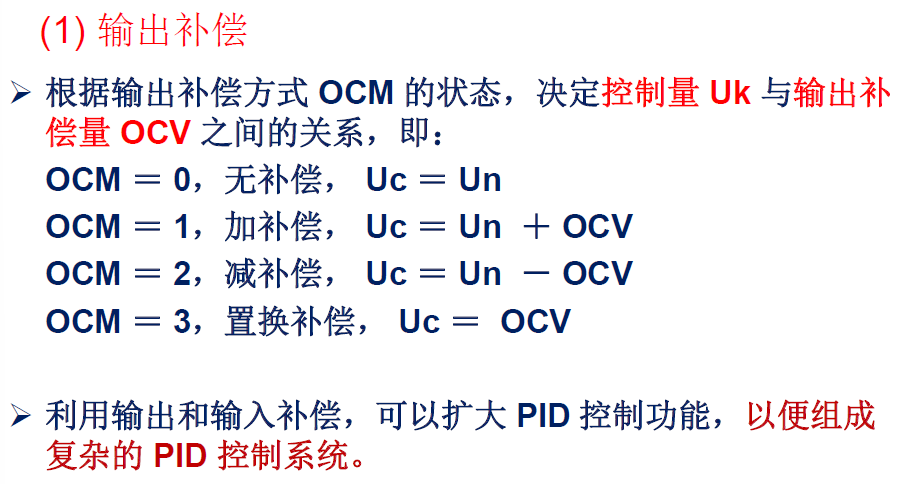 (1) 输出补偿
➢ 根据输出补偿方式 OCM 的状态，决定控制量 Uk 与输出补
偿量 OCV 之间的关系，即：
OCM ＝ 0，无补偿， Uc ＝ Un
OCM ＝ 1，加补偿， Uc ＝ Un ＋ OCV
OCM ＝ 2，减补偿， Uc ＝ Un － OCV
OCM ＝ 3，置换补偿， Uc ＝ OCV
➢ 利用输出和输入补偿，可以扩大 PID 控制功能，以便组成
复杂的 PID 控制系统。